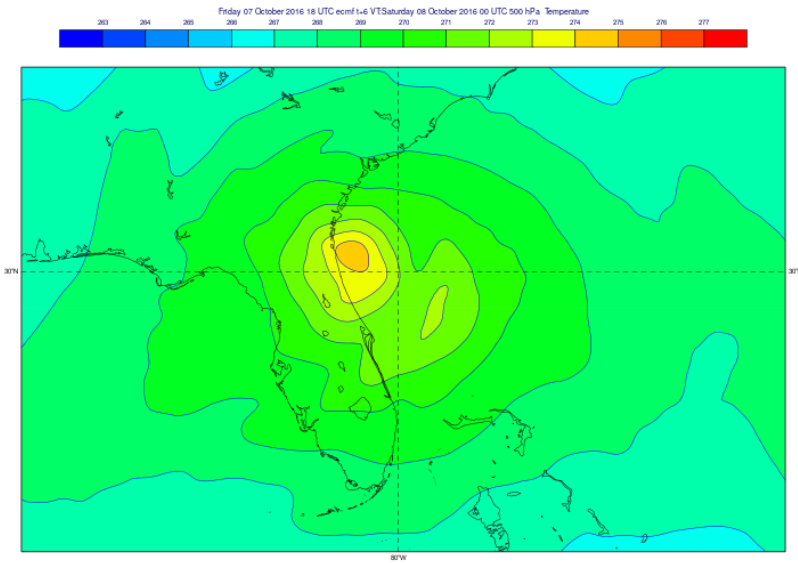 Friday 07 October 2016 18 UTC ecmf t+6 VT:Saturday 08 October 2016 00 UTC 500 hPa Temperature
263 264 265 266 267 268 269 270 271 272 273 274 275 276 277
30°N 30°N
80°W